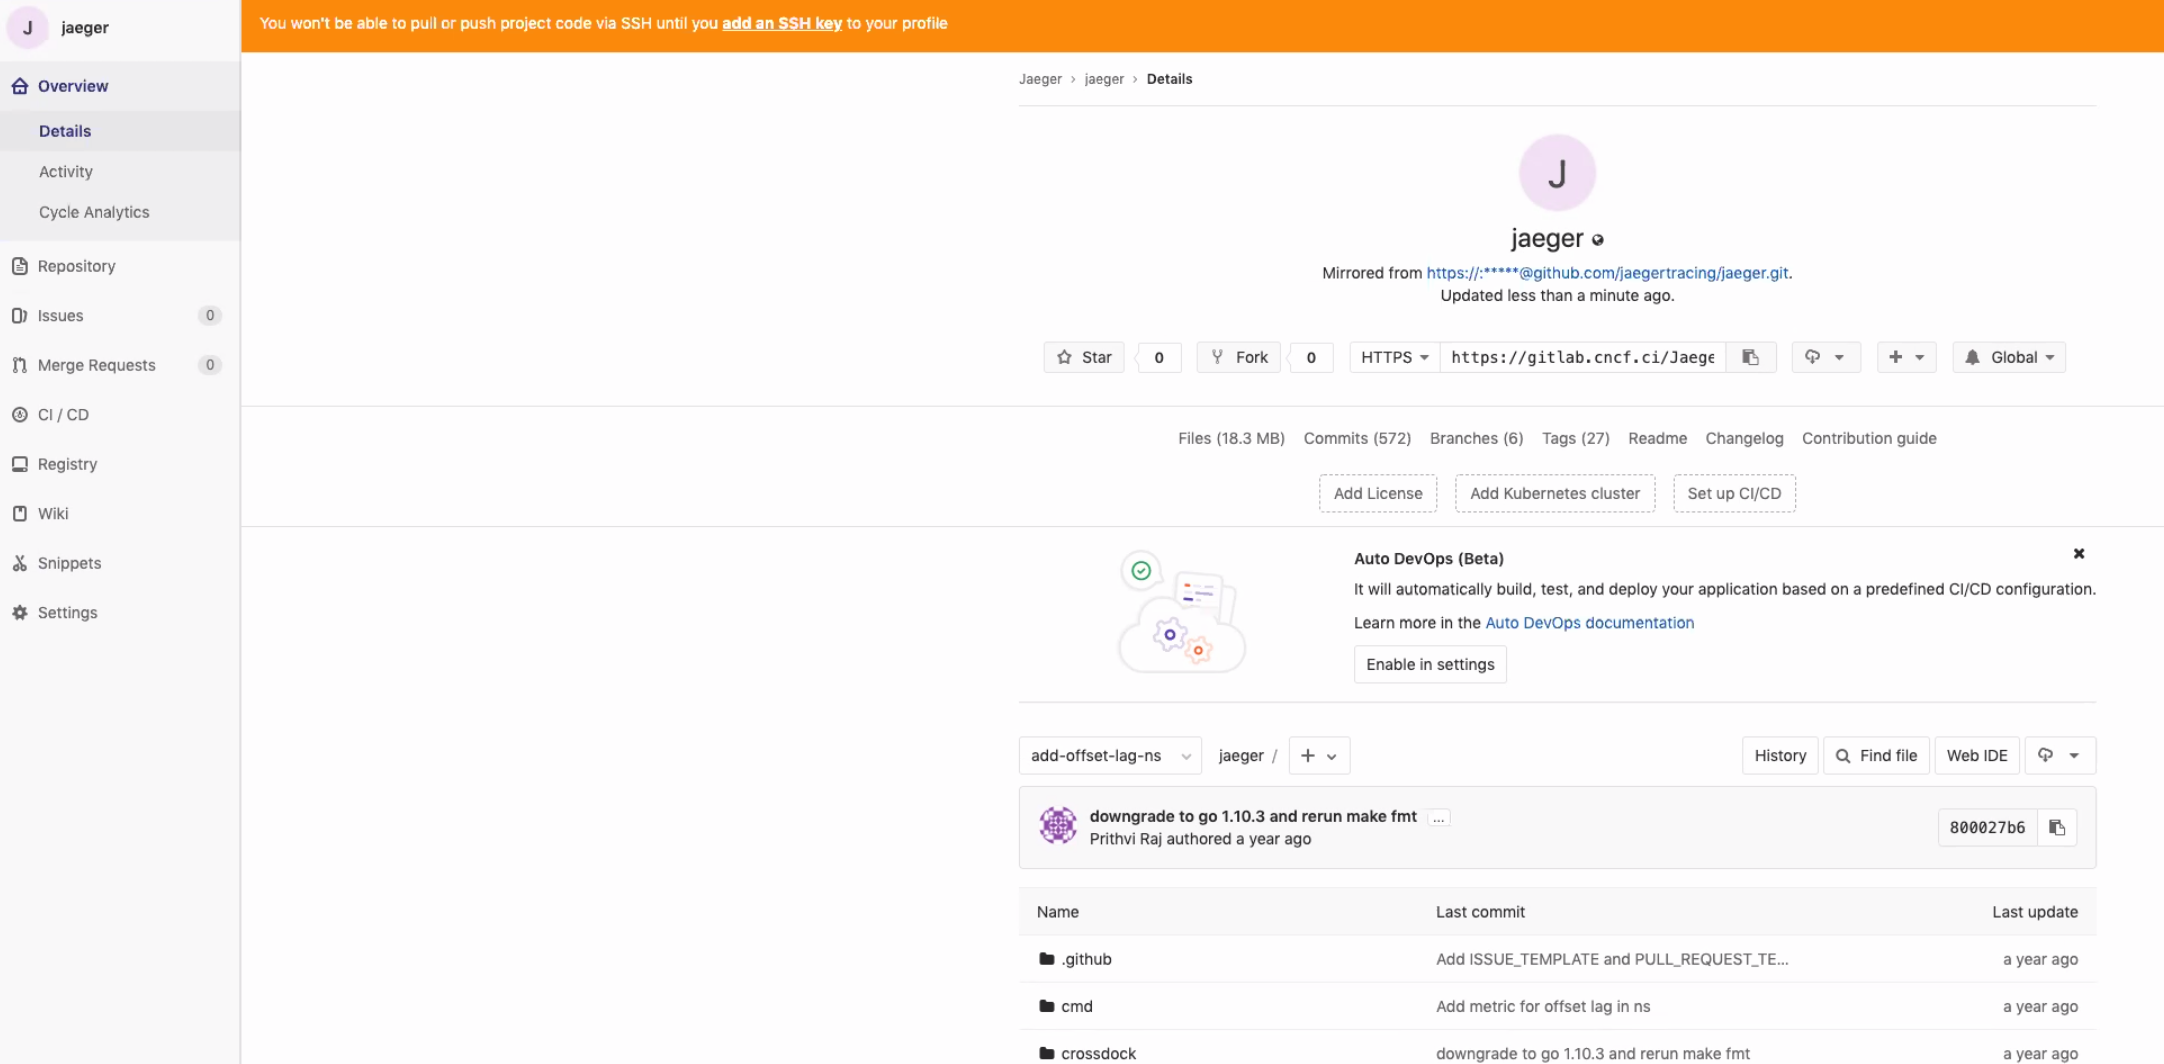 J jaeger
You won't be able to pull or push project code via SSH until you add an SSH key to your profile
Overview
Details
Activity
Cycle Analytics
Repository
Issues 0
Merge Requests 0
CI / CD
Registry
Wiki
Snippets
Settings
Jaeger › jaeger › Details
J
jaeger
Mirrored from https://:*****@github.com/jaegertracing/jaeger.git.
Updated less than a minute ago.
Star 0 Fork 0 HTTPS https://gitlab.cncf.ci/Jaege + Global
Files (18.3 MB) Commits (572) Branches (6) Tags (27) Readme Changelog Contribution guide
Add License Add Kubernetes cluster Set up CI/CD
Auto DevOps (Beta)
It will automatically build, test, and deploy your application based on a predefined CI/CD configuration.
Learn more in the Auto DevOps documentation
Enable in settings
add-offset-lag-ns jaeger / + History Find file Web IDE
downgrade to go 1.10.3 and rerun make fmt ...
Prithvi Raj authored a year ago
800027b6
Name Last commit Last update
.github Add ISSUE_TEMPLATE and PULL_REQUEST_TE... a year ago
cmd Add metric for offset lag in ns a year ago
crossdock downgrade to go 1.10.3 and rerun make fmt a year ago